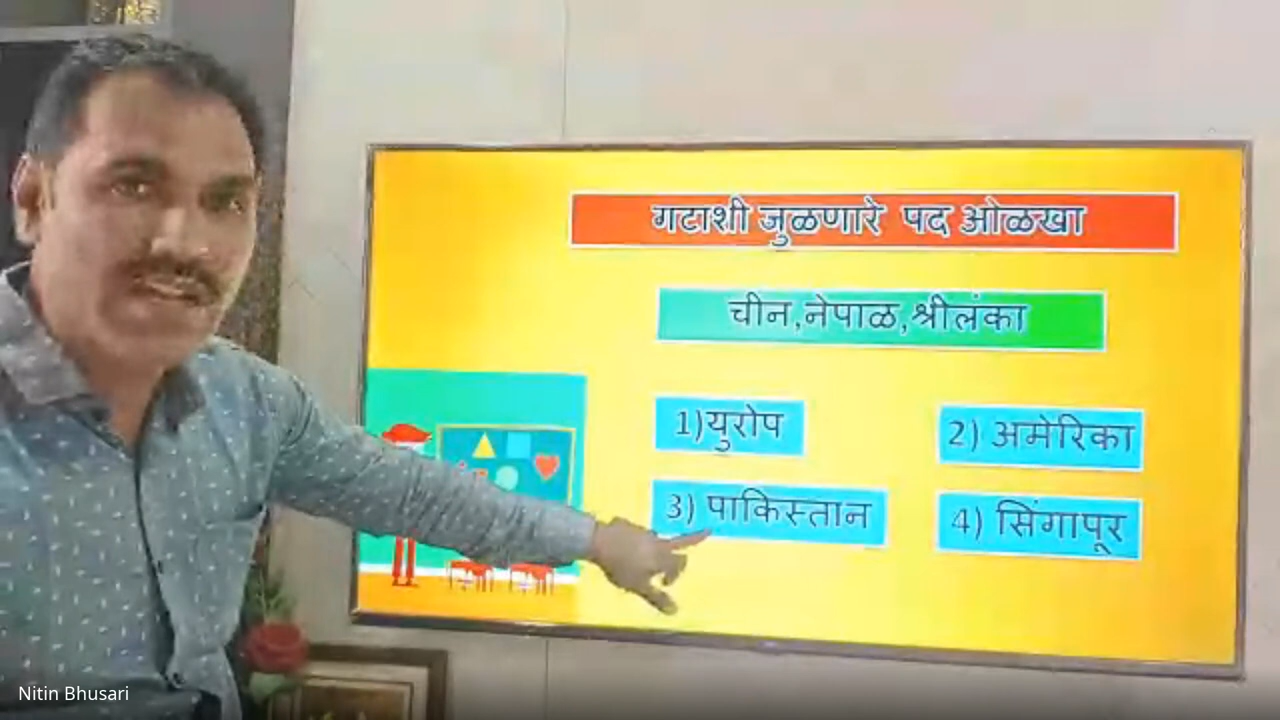 गटाशी जुळणारे पद ओळखा
चीन,नेपाळ,श्रीलंका
1)युरोप
2) अमेरिका
3) पाकिस्तान
4) सिंगापूर
Nitin Bhusari